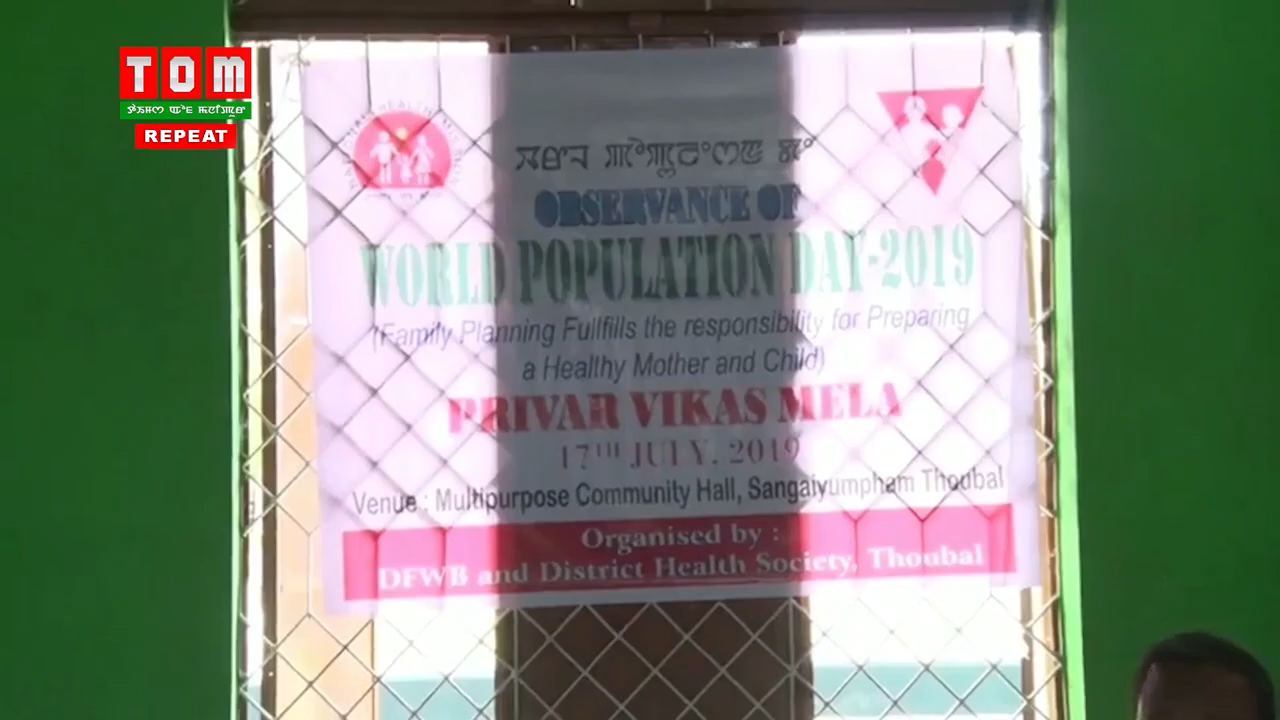 TOM
REPEAT
OBSERVANCE OF
WORLD POPULATION DAY-2019
(Family Planning Fullfills the responsibility for Preparing
a Healthy Mother and Child)
PRIVAR VIKAS MELA
17TH JULY, 2019
Venue : Multipurpose Community Hall, Sangaiyumpham Thoubal
Organised by :
DFWB and District Health Society, Thoubal